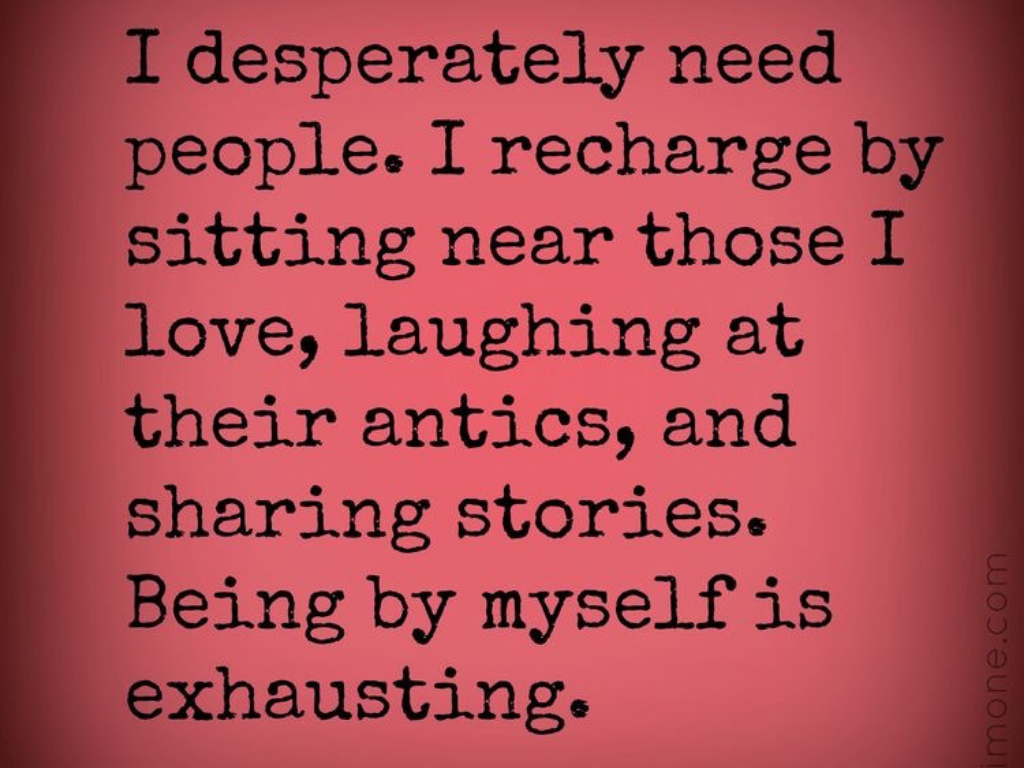 I desperately need
people. I recharge by
sitting near those I
love, laughing at
their antics, and
sharing stories.
Being by myself is
exhausting.